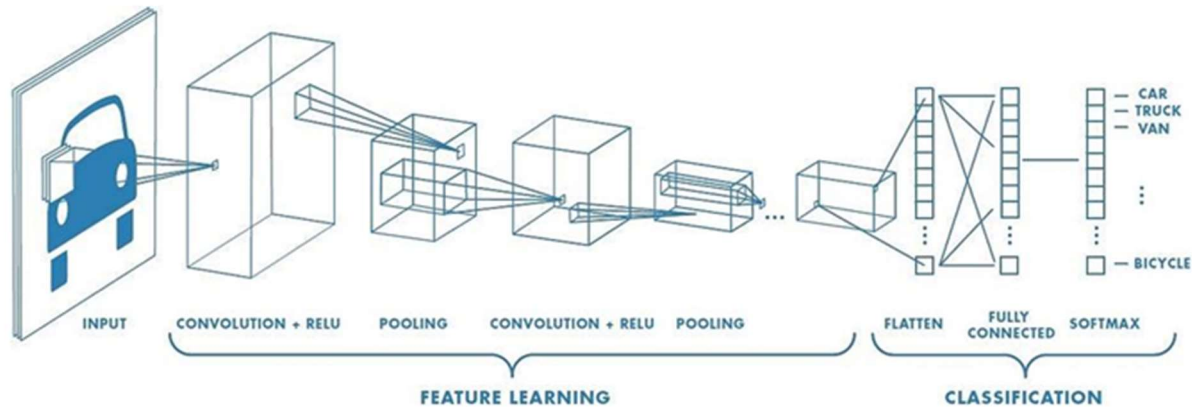 CAR
TRUCK
VAN
BICYCLE
INPUT
CONVOLUTION + RELU
POOLING
CONVOLUTION + RELU
POOLING
FLATTEN
FULLY
CONNECTED
SOFTMAX
FEATURE LEARNING
CLASSIFICATION